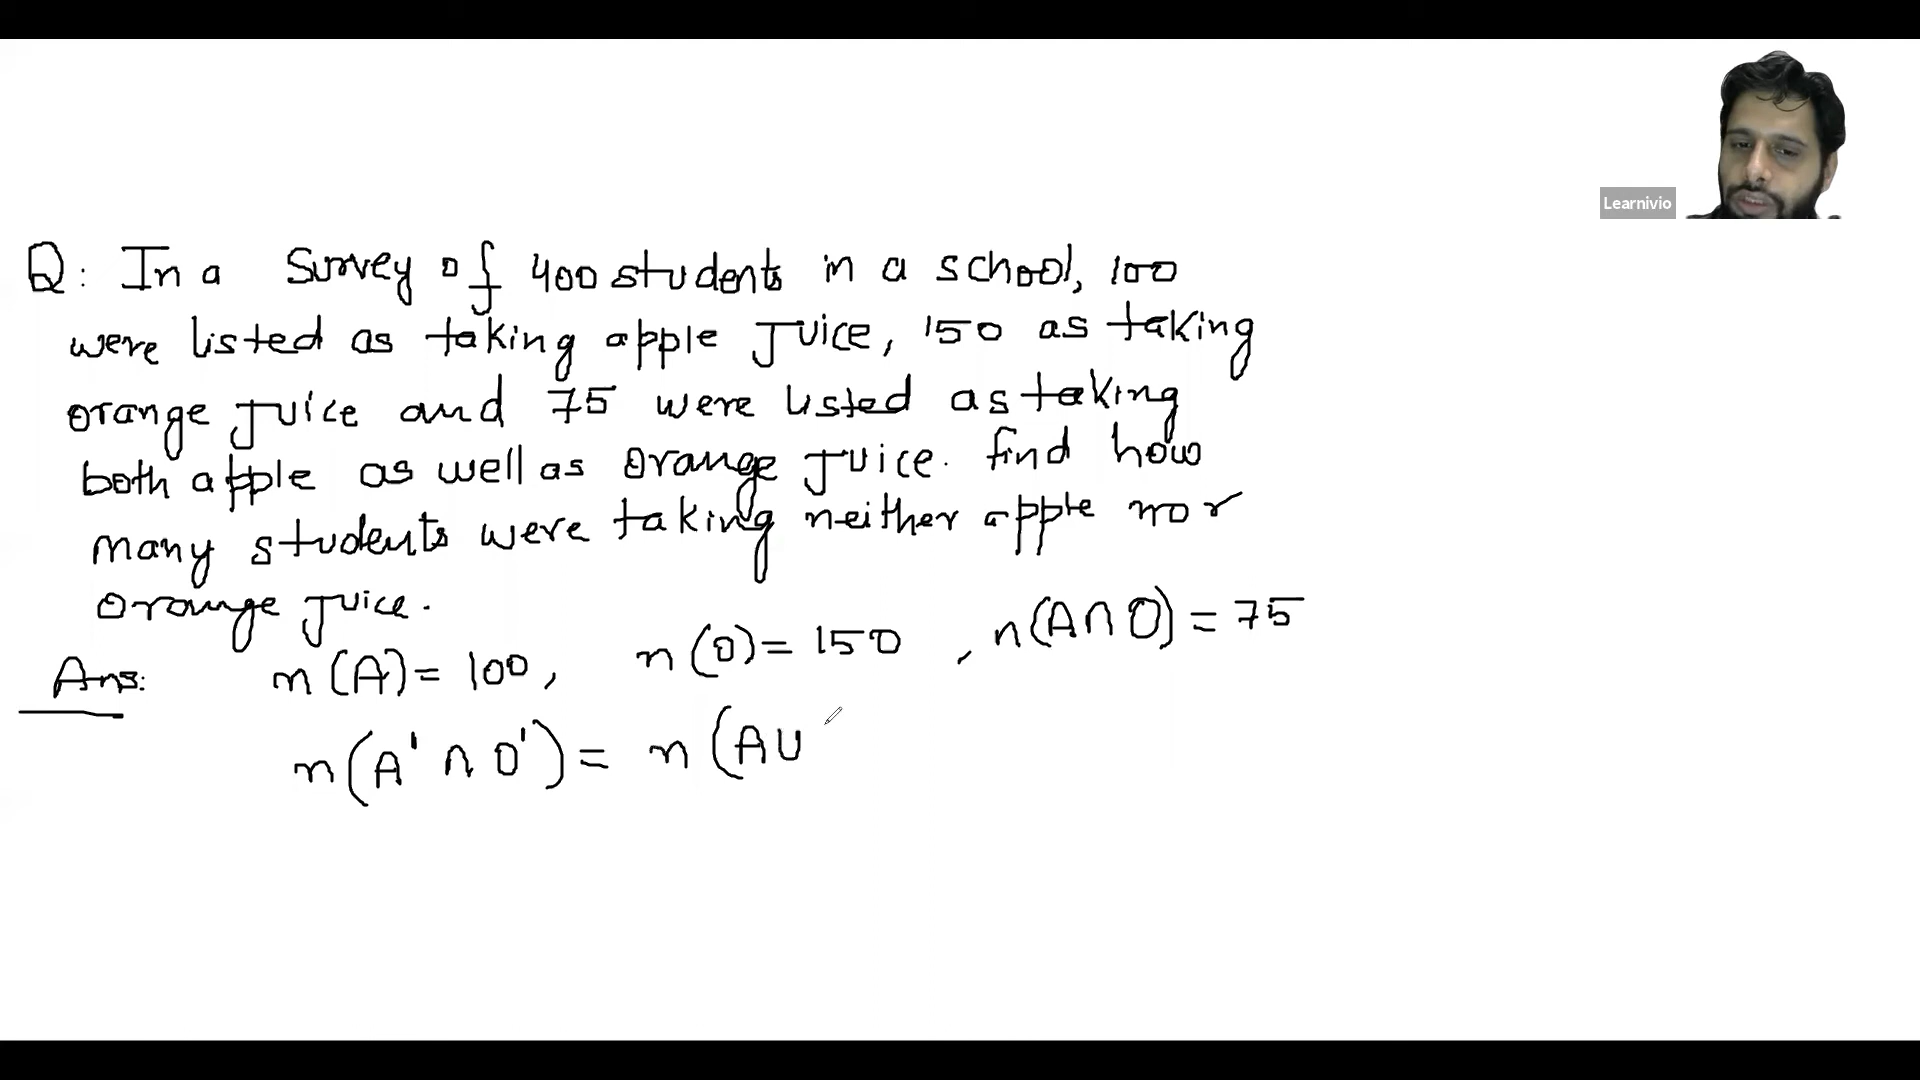 Learnivio
Q: In a survey of 400 students in a school, 100
were listed as taking apple juice, 150 as taking
orange juice and 75 were listed as taking
both apple as well as orange juice. find how
many students were taking neither apple nor
orange juice.
Ans: n(A) = 100, n(O) = 150, n(A∩O) = 75
n(A'∩O') = n(A∪